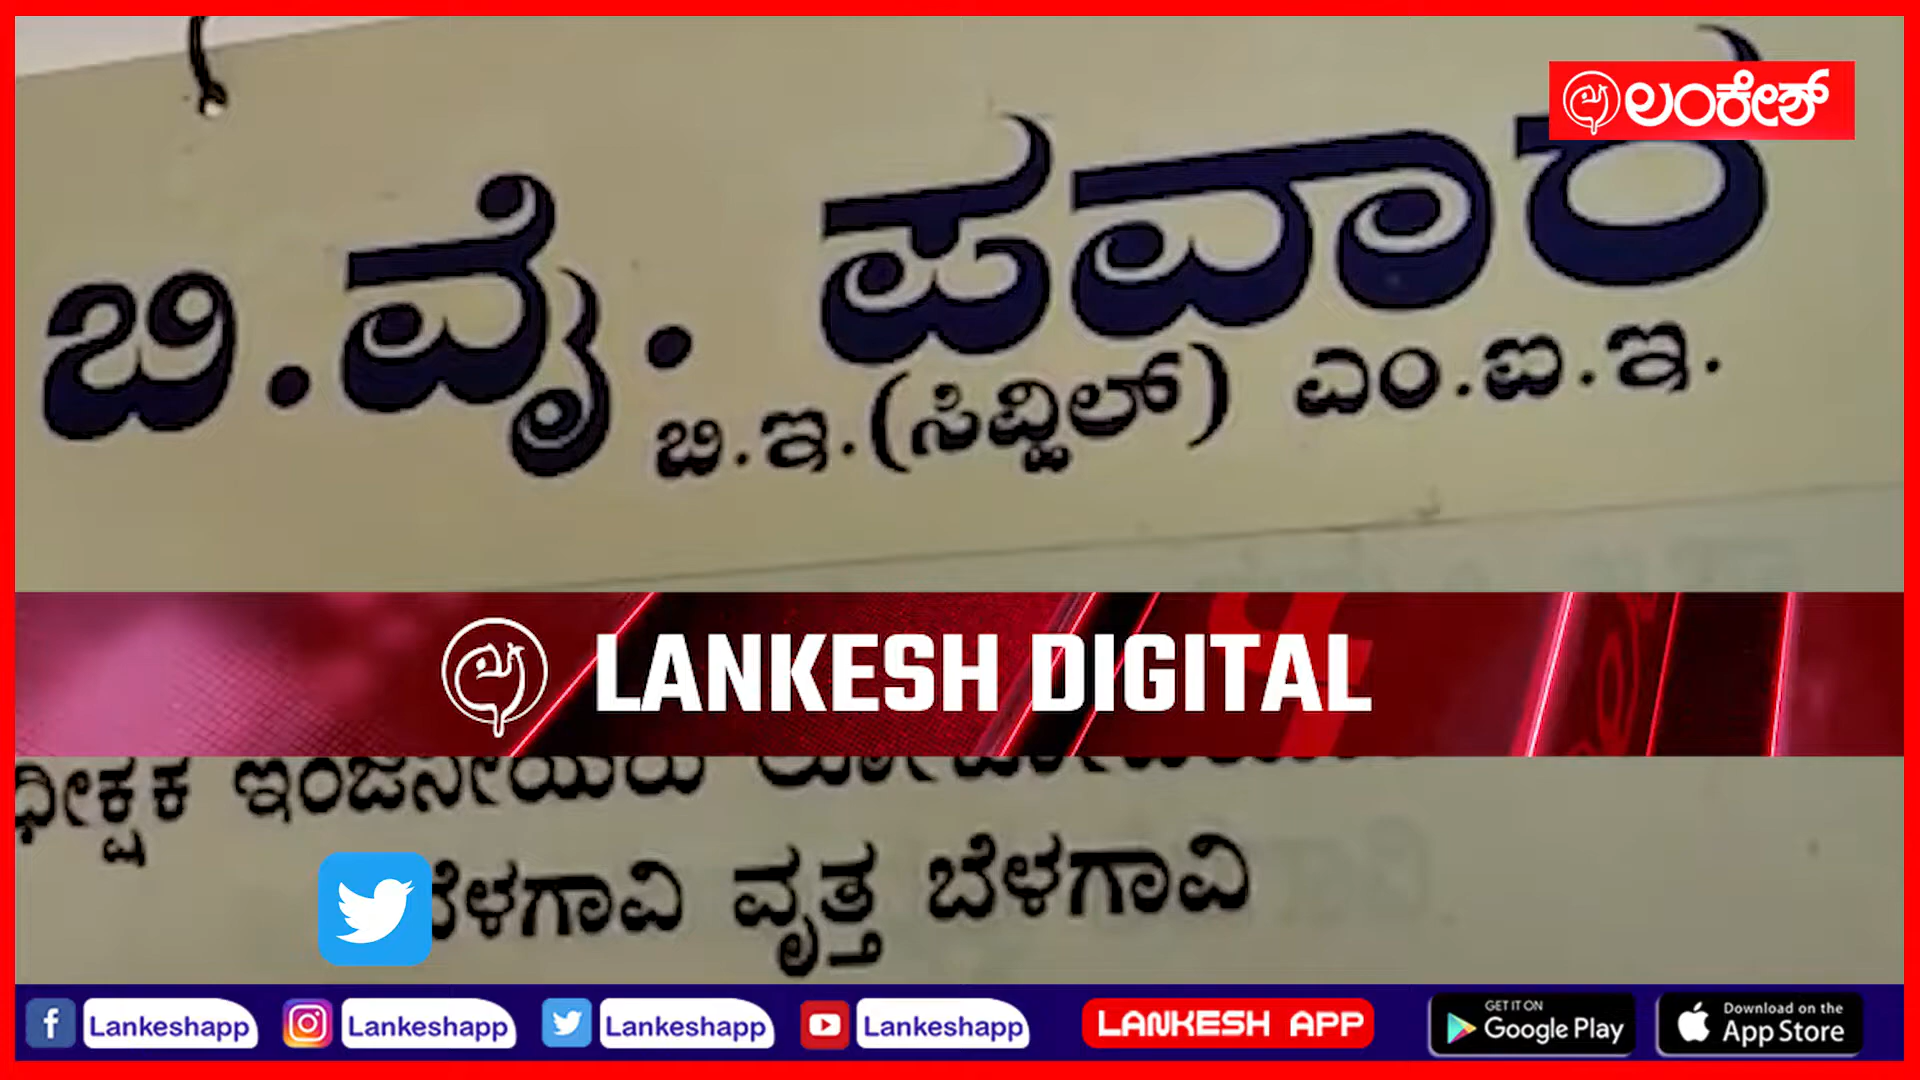 ಲಂಕೇಶ್
ಬಿ.ವೈ. ಪವಾರ
ಬಿ.ಇ.(ಸಿವ್ಹಿಲ್) ಎಂ.ಐ.ಇ.
LANKESH DIGITAL
ಇಂಜನೀಯರು
ಬೆಳಗಾವಿ ವೃತ್ತ ಬೆಳಗಾವಿ
Lankeshapp Lankeshapp Lankeshapp Lankeshapp LANKESH APP GET IT ON Google Play Download on the App Store